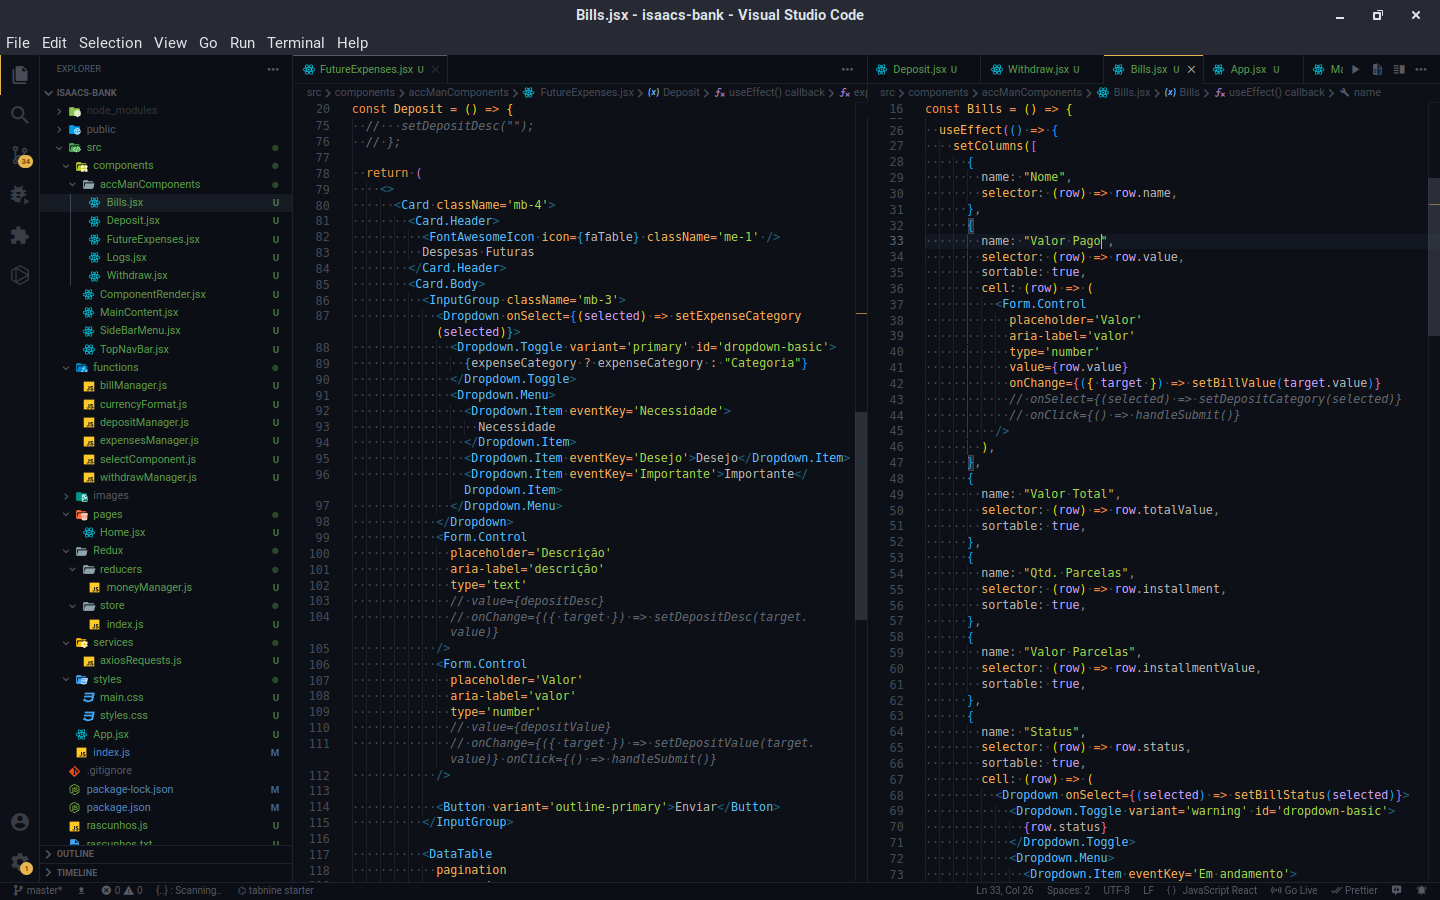 Bills.jsx - isaacs-bank - Visual Studio Code
File Edit Selection View Go Run Terminal Help
EXPLORER
ISAACS-BANK
node_modules
public
src
components
accManComponents
Bills.jsx U
Deposit.jsx U
FutureExpenses.jsx U
Logs.jsx U
Withdraw.jsx U
ComponentRender.jsx U
MainContent.jsx U
SideBarMenu.jsx U
TopNavBar.jsx U
functions
billManager.js U
currencyFormat.js U
depositManager.js U
expensesManager.js U
selectComponent.js U
withdrawManager.js U
images
pages
Home.jsx U
Redux
reducers
moneyManager.js U
store
index.js U
services
axiosRequests.js U
styles
main.css U
styles.css U
App.jsx U
index.js M
.gitignore
package-lock.json M
package.json M
rascunhos.js U
rascunhos.txt U
OUTLINE
TIMELINE
34
1
FutureExpenses.jsx U
src > components > accManComponents > FutureExpenses.jsx > Deposit > useEffect() callback > ex
20 const Deposit = () => {
75 // setDepositDesc("");
76 // };
77
78 return (
79 <>
80 <Card className='mb-4'>
81 <Card.Header>
82 <FontAwesomeIcon icon={faTable} className='me-1' />
83 Despesas Futuras
84 </Card.Header>
85 <Card.Body>
86 <InputGroup className='mb-3'>
87 <Dropdown onSelect={(selected) => setExpenseCategory
(selected)}>
88 <Dropdown.Toggle variant='primary' id='dropdown-basic'>
89 {expenseCategory ? expenseCategory : "Categoria"}
90 </Dropdown.Toggle>
91 <Dropdown.Menu>
92 <Dropdown.Item eventKey='Necessidade'>
93 Necessidade
94 </Dropdown.Item>
95 <Dropdown.Item eventKey='Desejo'>Desejo</Dropdown.Item>
96 <Dropdown.Item eventKey='Importante'>Importante</
Dropdown.Item>
97 </Dropdown.Menu>
98 </Dropdown>
99 <Form.Control
100 placeholder='Descrição'
101 aria-label='descrição'
102 type='text'
103 // value={depositDesc}
104 // onChange={({ target }) => setDepositDesc(target.
value)}
105 />
106 <Form.Control
107 placeholder='Valor'
108 aria-label='valor'
109 type='number'
110 // value={depositValue}
111 // onChange={({ target }) => setDepositValue(target.
value)} onClick={() => handleSubmit()}
112 />
113
114 <Button variant='outline-primary'>Enviar</Button>
115 </InputGroup>
116
117 <DataTable
118 pagination
Deposit.jsx U Withdraw.jsx U Bills.jsx U App.jsx U Ma
src > components > accManComponents > Bills.jsx > Bills > useEffect() callback > name
16 const Bills = () => {
26 useEffect(() => {
27 setColumns([
28 {
29 name: "Nome",
30 selector: (row) => row.name,
31 },
32 {
33 name: "Valor Pago",
34 selector: (row) => row.value,
35 sortable: true,
36 cell: (row) => (
37 <Form.Control
38 placeholder='Valor'
39 aria-label='valor'
40 type='number'
41 value={row.value}
42 onChange={({ target }) => setBillValue(target.value)}
43 // onSelect={(selected) => setDepositCategory(selected)}
44 // onClick={() => handleSubmit()}
45 />
46 ),
47 },
48 {
49 name: "Valor Total",
50 selector: (row) => row.totalValue,
51 sortable: true,
52 },
53 {
54 name: "Qtd. Parcelas",
55 selector: (row) => row.installment,
56 sortable: true,
57 },
58 {
59 name: "Valor Parcelas",
60 selector: (row) => row.installmentValue,
61 sortable: true,
62 },
63 {
64 name: "Status",
65 selector: (row) => row.status,
66 sortable: true,
67 cell: (row) => (
68 <Dropdown onSelect={(selected) => setBillStatus(selected)}>
69 <Dropdown.Toggle variant='warning' id='dropdown-basic'>
70 {row.status}
71 </Dropdown.Toggle>
72 <Dropdown.Menu>
73 <Dropdown.Item eventKey='Em andamento'>
master* 0 0 {..} : Scanning.. tabnine starter Ln 33, Col 26 Spaces: 2 UTF-8 LF { } JavaScript React Go Live Prettier